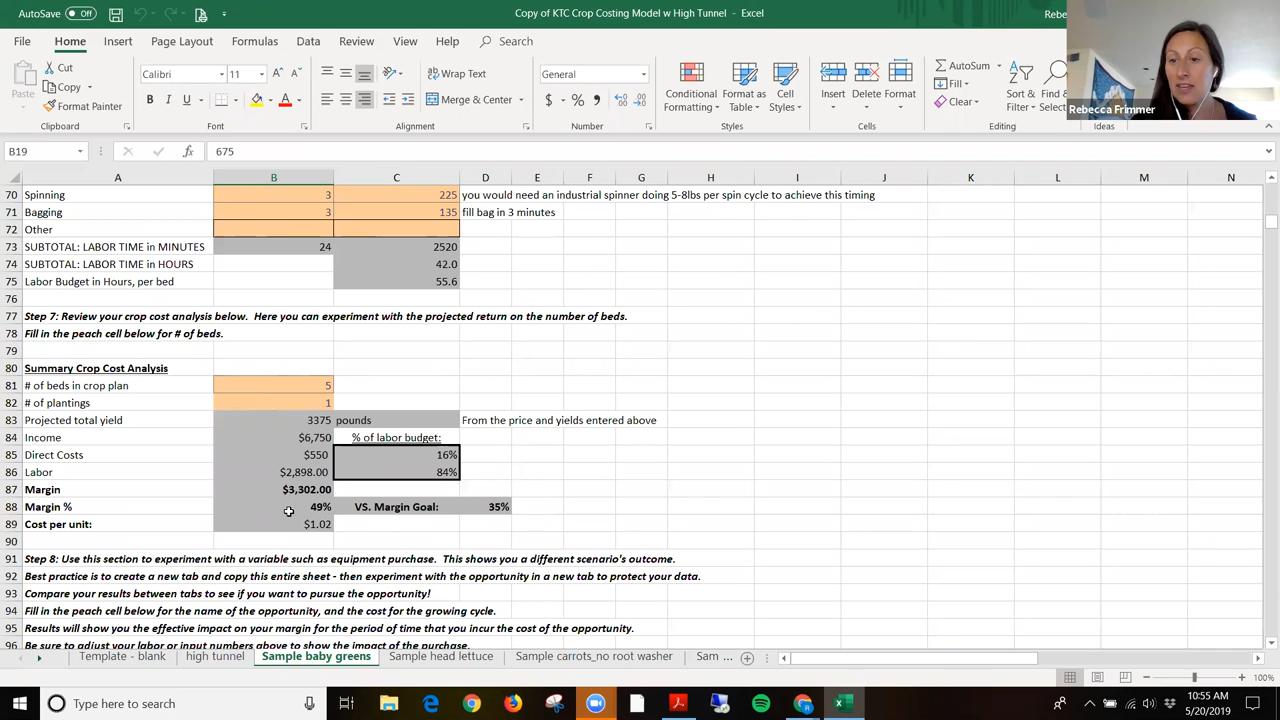 AutoSave Off
Copy of KTC Crop Costing Model w High Tunnel - Excel
Rebe
File Home Insert Page Layout Formulas Data Review View Help Search
Paste
Cut
Copy
Format Painter
Calibri 11
B I U
Wrap Text
Merge & Center
General
$ % ,
Conditional Formatting
Format as Table
Cell Styles
Insert Delete Format
AutoSum
Fill
Clear
Sort & Filter
Find & Select
Rebecca Frimmer
Clipboard Font Alignment Number Styles Cells Editing Ideas
B19 fx 675
A B C D E F G H I J K L M N
70 Spinning 3 225 you would need an industrial spinner doing 5-8lbs per spin cycle to achieve this timing
71 Bagging 3 135 fill bag in 3 minutes
72 Other
73 SUBTOTAL: LABOR TIME in MINUTES 24 2520
74 SUBTOTAL: LABOR TIME in HOURS 42.0
75 Labor Budget in Hours, per bed 55.6
76
77 Step 7: Review your crop cost analysis below. Here you can experiment with the projected return on the number of beds.
78 Fill in the peach cell below for # of beds.
79
80 Summary Crop Cost Analysis
81 # of beds in crop plan 5
82 # of plantings 1
83 Projected total yield 3375 pounds From the price and yields entered above
84 Income $6,750 % of labor budget:
85 Direct Costs $550 16%
86 Labor $2,898.00 84%
87 Margin $3,302.00
88 Margin % 49% VS. Margin Goal: 35%
89 Cost per unit: $1.02
90
91 Step 8: Use this section to experiment with a variable such as equipment purchase. This shows you a different scenario's outcome.
92 Best practice is to create a new tab and copy this entire sheet - then experiment with the opportunity in a new tab to protect your data.
93 Compare your results between tabs to see if you want to pursue the opportunity!
94 Fill in the peach cell below for the name of the opportunity, and the cost for the growing cycle.
95 Results will show you the effective impact on your margin for the period of time that you incur the cost of the opportunity.
96 Be sure to adjust your labor or input numbers above to show the impact of the purchase.
Template - blank high tunnel Sample baby greens Sample head lettuce Sample carrots_no root washer Sam ...
100%
Type here to search
10:55 AM
5/20/2019